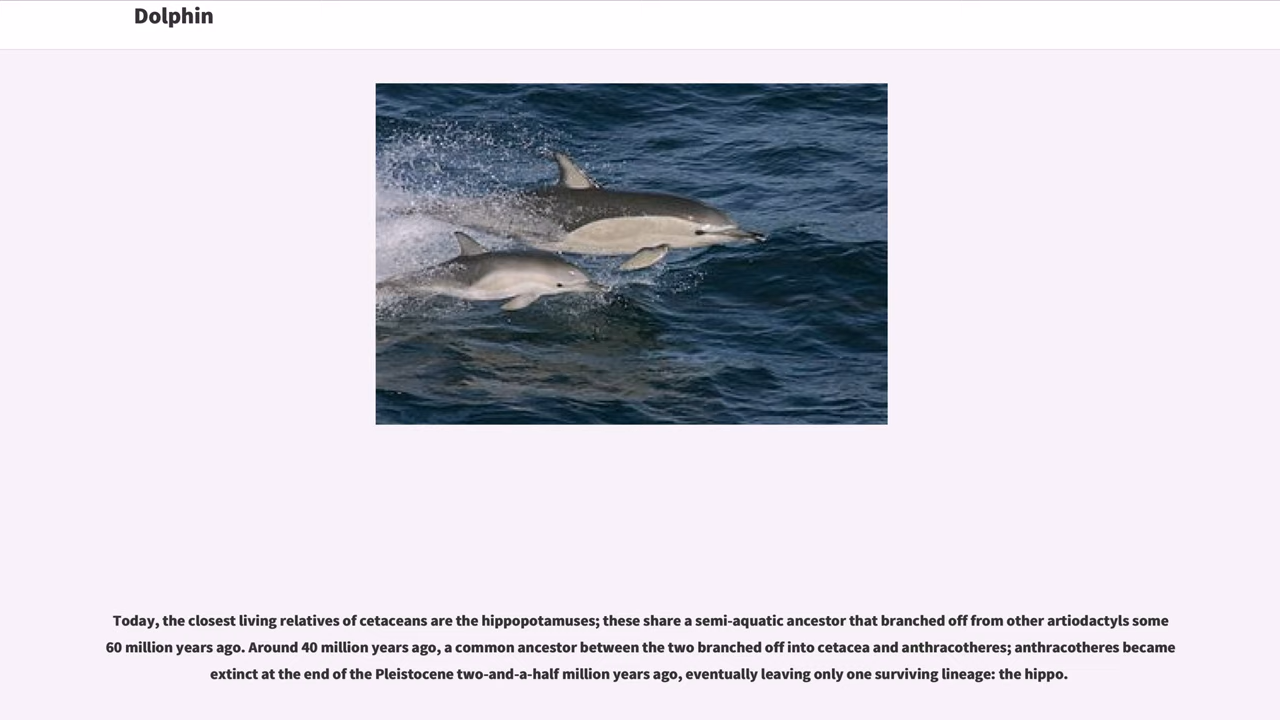 Dolphin
Today, the closest living relatives of cetaceans are the hippopotamuses; these share a semi-aquatic ancestor that branched off from other artiodactyls some
60 million years ago. Around 40 million years ago, a common ancestor between the two branched off into cetacea and anthracotheres; anthracotheres became
extinct at the end of the Pleistocene two-and-a-half million years ago, eventually leaving only one surviving lineage: the hippo.